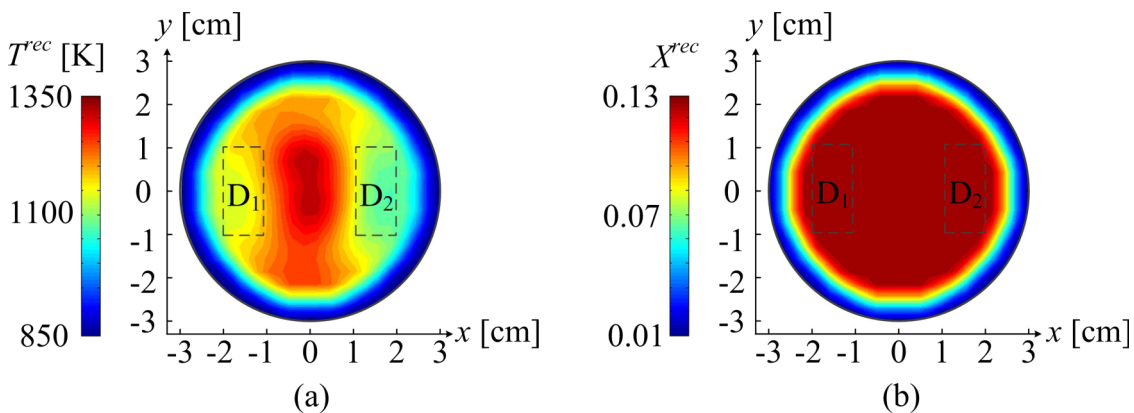 T^rec [K]
1350
1100
850
y [cm]
3
2
1
0
-1
-2
-3
-3 -2 -1 0 1 2 3
x [cm]
D₁ D₂
(a)
X^rec
0.13
0.07
0.01
y [cm]
3
2
1
0
-1
-2
-3
-3 -2 -1 0 1 2 3
x [cm]
D₁ D₂
(b)